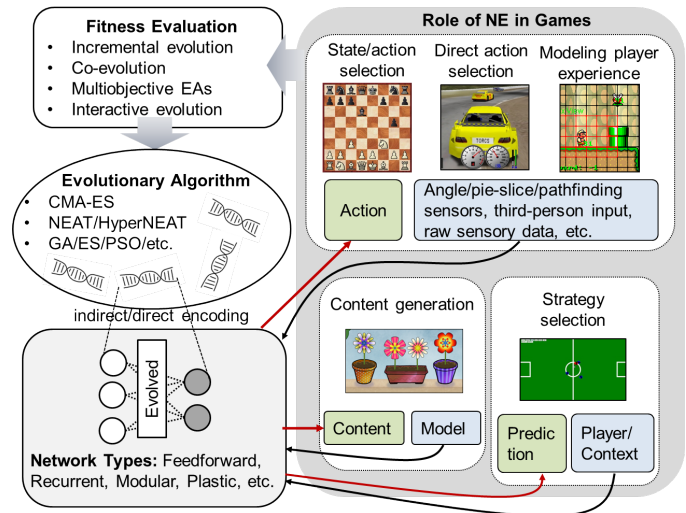 Fitness Evaluation
• Incremental evolution
• Co-evolution
• Multiobjective EAs
• Interactive evolution
Evolutionary Algorithm
• CMA-ES
• NEAT/HyperNEAT
• GA/ES/PSO/etc.
indirect/direct encoding
Evolved
Network Types: Feedforward,
Recurrent, Modular, Plastic, etc.
Role of NE in Games
State/action
selection
Direct action
selection
Modeling player
experience
TORCS
Action
Angle/pie-slice/pathfinding
sensors, third-person input,
raw sensory data, etc.
Content generation
Content
Model
Strategy
selection
Predic
tion
Player/
Context